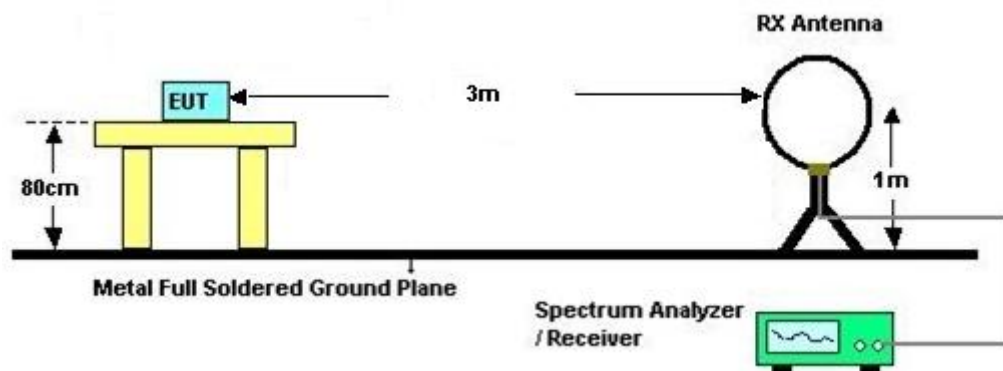 RX Antenna
EUT
3m
80cm
1m
Metal Full Soldered Ground Plane
Spectrum Analyzer
/ Receiver